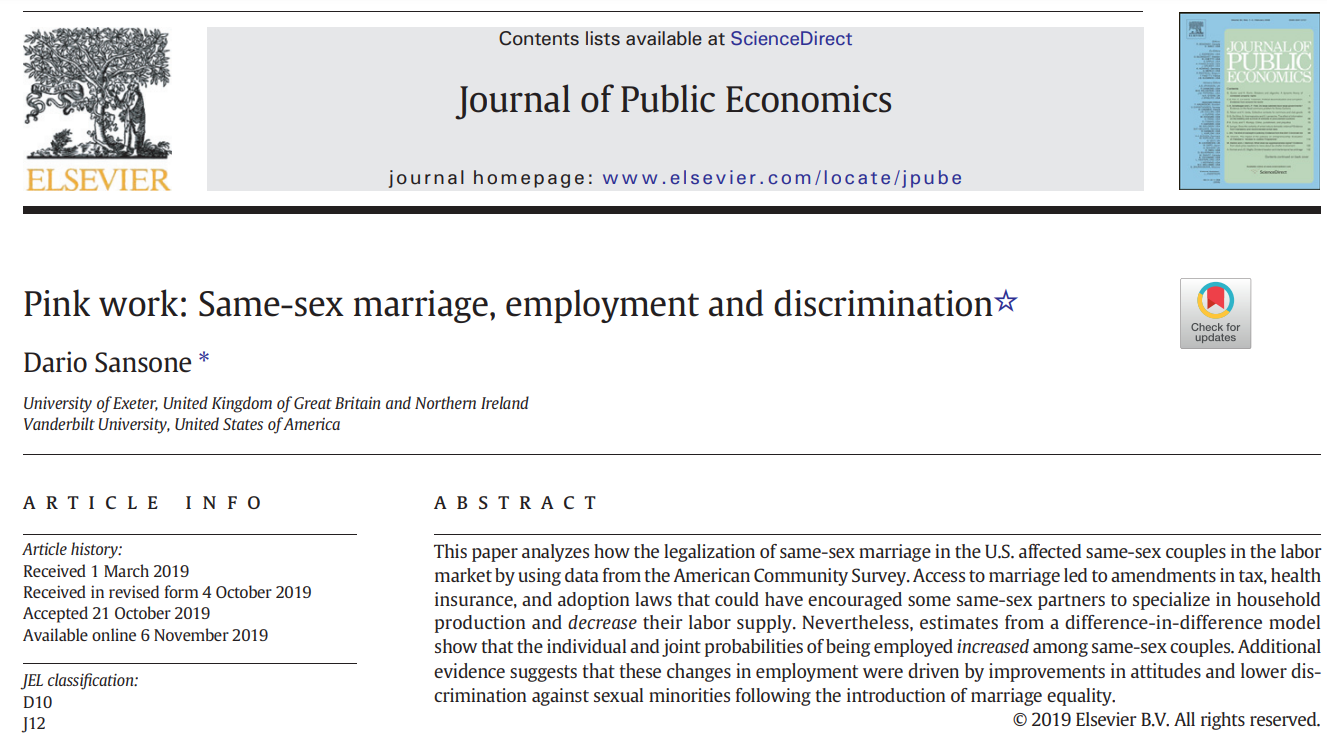 Contents lists available at ScienceDirect
Journal of Public Economics
journal homepage: www.elsevier.com/locate/jpube
ELSEVIER
JOURNAL OF
PUBLIC
ECONOMICS
ScienceDirect
Pink work: Same-sex marriage, employment and discrimination☆
Check for
updates
Dario Sansone *
University of Exeter, United Kingdom of Great Britain and Northern Ireland
Vanderbilt University, United States of America
ARTICLE INFO
Article history:
Received 1 March 2019
Received in revised form 4 October 2019
Accepted 21 October 2019
Available online 6 November 2019
JEL classification:
D10
J12
ABSTRACT
This paper analyzes how the legalization of same-sex marriage in the U.S. affected same-sex couples in the labor
market by using data from the American Community Survey. Access to marriage led to amendments in tax, health
insurance, and adoption laws that could have encouraged some same-sex partners to specialize in household
production and decrease their labor supply. Nevertheless, estimates from a difference-in-difference model
show that the individual and joint probabilities of being employed increased among same-sex couples. Additional
evidence suggests that these changes in employment were driven by improvements in attitudes and lower dis-
crimination against sexual minorities following the introduction of marriage equality.
© 2019 Elsevier B.V. All rights reserved.